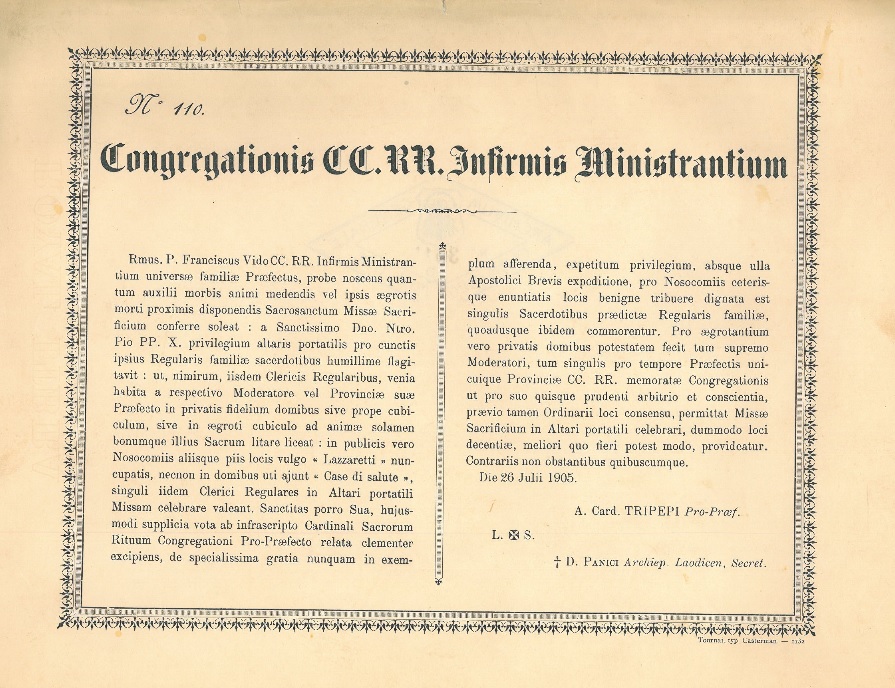 N° 110.
Congregationis CC. RR. Infirmis Ministrantium
Rmus. P. Franciscus Vido CC. RR. Infirmis Ministran-
tium universæ familiæ Præfectus, probe noscens quan-
tum auxilii morbis animi medendis vel ipsis ægrotis
morti proximis disponendis Sacrosanctum Missæ Sacri-
ficium conferre soleat : a Sanctissimo Dno. Ntro.
Pio PP. X. privilegium altaris portatilis pro cunctis
ipsius Regularis familiæ sacerdotibus humillime flagi-
tavit : ut, nimirum, iisdem Clericis Regularibus, venia
habita a respectivo Moderatore vel Provinciæ suæ
Præfecto in privatis fidelium domibus sive prope cubi-
culum, sive in ægroti cubiculo ad animæ solamen
bonumque illius Sacrum litare liceat : in publicis vero
Nosocomiis aliisque piis locis vulgo « Lazzaretti » nun-
cupatis, necnon in domibus uti ajunt « Case di salute »,
singuli iidem Clerici Regulares in Altari portatili
Missam celebrare valeant. Sanctitas porro Sua, hujus-
modi supplicia vota ab infrascripto Cardinali Sacrorum
Rituum Congregationi Pro-Præfecto relata clementer
excipiens, de specialissima gratia nunquam in exem-
plum afferenda, expetitum privilegium, absque ulla
Apostolici Brevis expoditione, pro Nosocomiis ceteris-
que enuntiatis locis benigne tribuere dignata est
singulis Sacerdotibus prædictæ Regularis familiæ,
quoadusque ibidem commorentur. Pro ægrotantium
vero privatis domibus potestatem fecit tum supremo
Moderatori, tum singulis pro tempore Præfectis uni-
cuique Provinciæ CC. RR. memoratæ Congregationis
ut pro suo quisque prudenti arbitrio et conscientia,
prævio tamen Ordinarii loci consensu, permittat Missæ
Sacrificium in Altari portatili celebrari, dummodo loci
decentiæ, meliori quo fieri potest modo, provideatur.
Contrariis non obstantibus quibuscumque.
Die 26 Julii 1905.
A. Card. TRIPEPI Pro-Præf.
L. ✠ S.
† D. PANICI Archiep. Laodicen, Secret.
Tournai, typ. Casterman. —